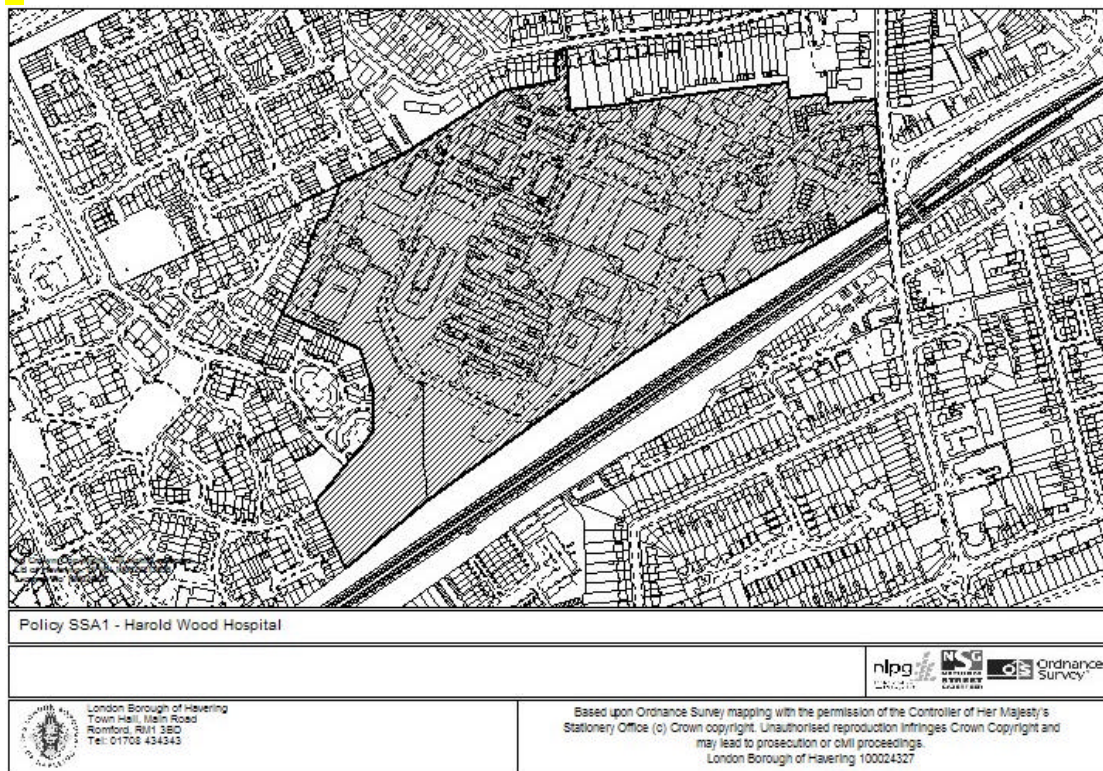 Policy SSA1 - Harold Wood Hospital
nlpg
NSG
STREET
Ordnance
Survey
London Borough of Havering
Town Hall, Main Road
Romford, RM1 3BD
Tel: 01708 434343
Based upon Ordnance Survey mapping with the permission of the Controller of Her Majesty's
Stationery Office (c) Crown copyright. Unauthorised reproduction infringes Crown Copyright and
may lead to prosecution or civil proceedings.
London Borough of Havering 100024327